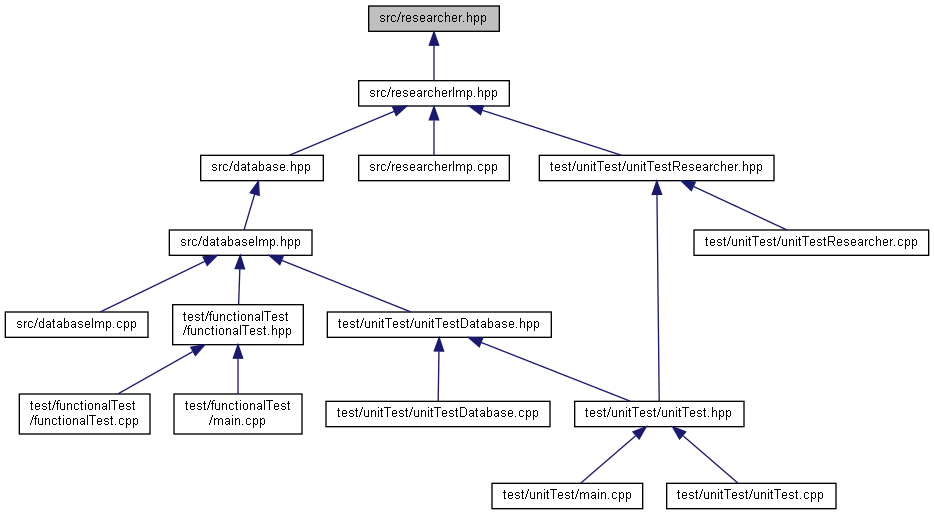 src/researcher.hpp
src/researcherImp.hpp
src/database.hpp
src/researcherImp.cpp
test/unitTest/unitTestResearcher.hpp
src/databaseImp.hpp
test/unitTest/unitTestResearcher.cpp
src/databaseImp.cpp
test/functionalTest
/functionalTest.hpp
test/unitTest/unitTestDatabase.hpp
test/functionalTest
/functionalTest.cpp
test/functionalTest
/main.cpp
test/unitTest/unitTestDatabase.cpp
test/unitTest/unitTest.hpp
test/unitTest/main.cpp
test/unitTest/unitTest.cpp